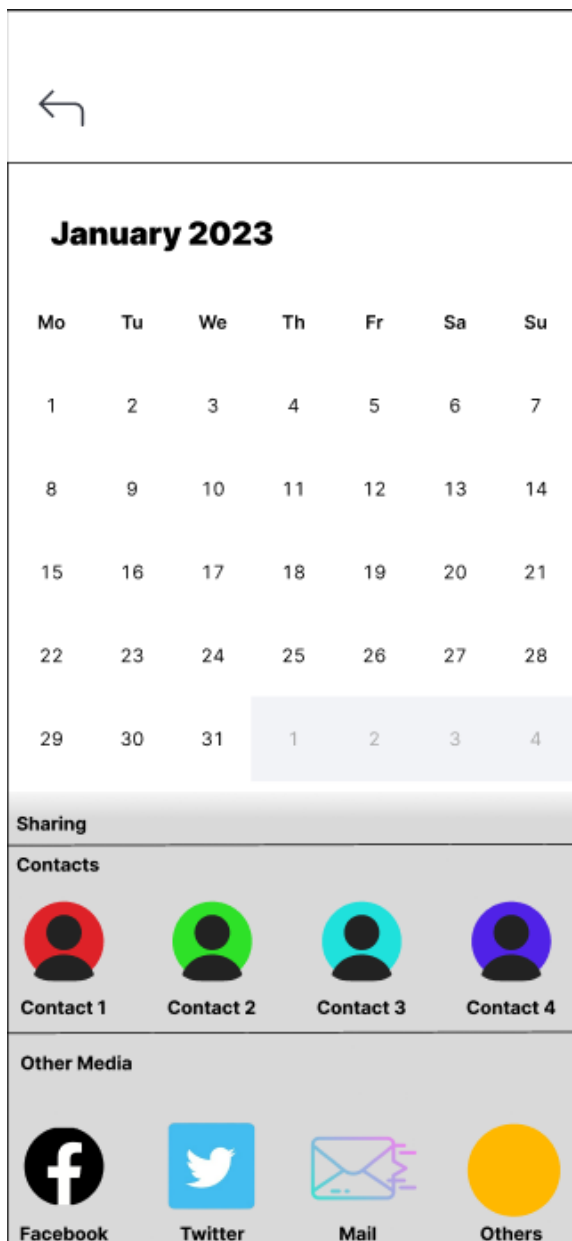 January 2023
Mo Tu We Th Fr Sa Su
1 2 3 4 5 6 7
8 9 10 11 12 13 14
15 16 17 18 19 20 21
22 23 24 25 26 27 28
29 30 31 1 2 3 4
Sharing
Contacts
Contact 1 Contact 2 Contact 3 Contact 4
Other Media
Facebook Twitter Mail Others